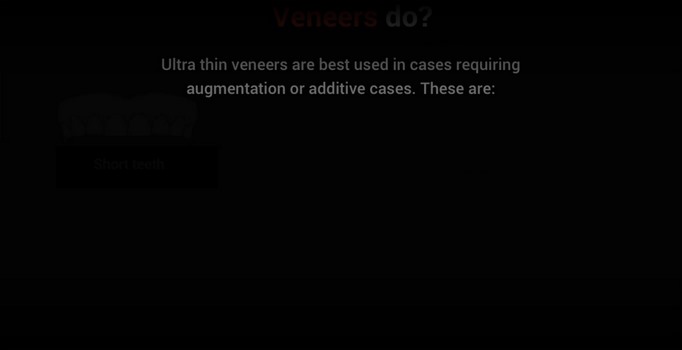 Veneers do?
Ultra thin veneers are best used in cases requiring
augmentation or additive cases. These are:
Short teeth